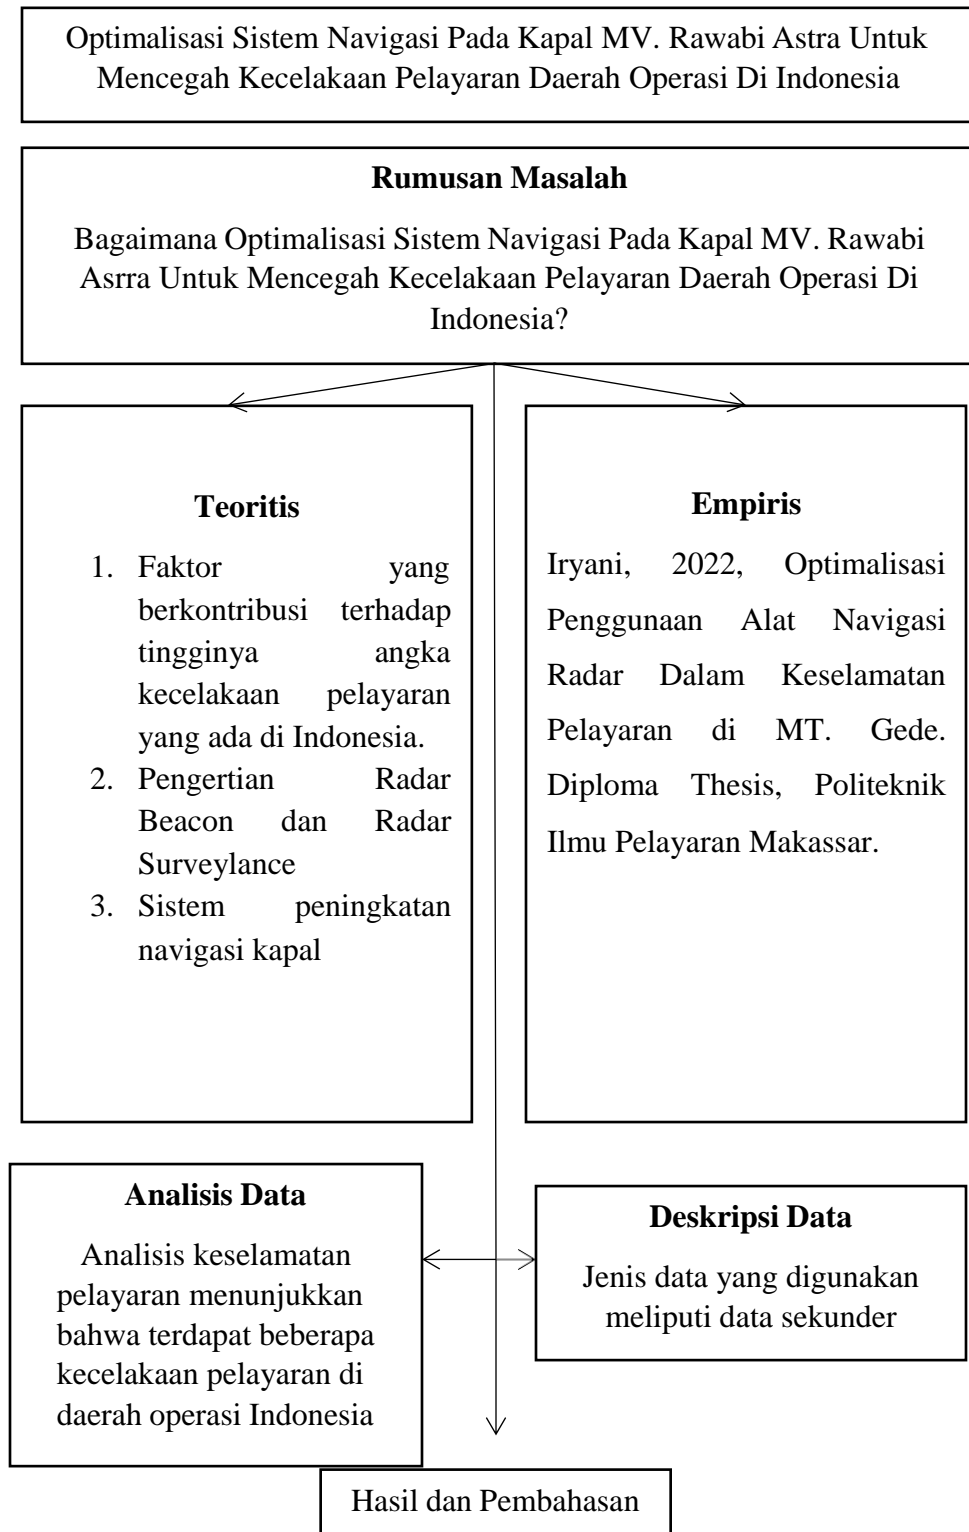 Optimalisasi Sistem Navigasi Pada Kapal MV. Rawabi Astra Untuk
Mencegah Kecelakaan Pelayaran Daerah Operasi Di Indonesia
Rumusan Masalah
Bagaimana Optimalisasi Sistem Navigasi Pada Kapal MV. Rawabi
Asrra Untuk Mencegah Kecelakaan Pelayaran Daerah Operasi Di
Indonesia?
Teoritis
1. Faktor yang
berkontribusi terhadap
tingginya angka
kecelakaan pelayaran
yang ada di Indonesia.
2. Pengertian Radar
Beacon dan Radar
Surveylance
3. Sistem peningkatan
navigasi kapal
Empiris
Iryani, 2022, Optimalisasi
Penggunaan Alat Navigasi
Radar Dalam Keselamatan
Pelayaran di MT. Gede.
Diploma Thesis, Politeknik
Ilmu Pelayaran Makassar.
Analisis Data
Analisis keselamatan
pelayaran menunjukkan
bahwa terdapat beberapa
kecelakaan pelayaran di
daerah operasi Indonesia
Deskripsi Data
Jenis data yang digunakan
meliputi data sekunder
Hasil dan Pembahasan